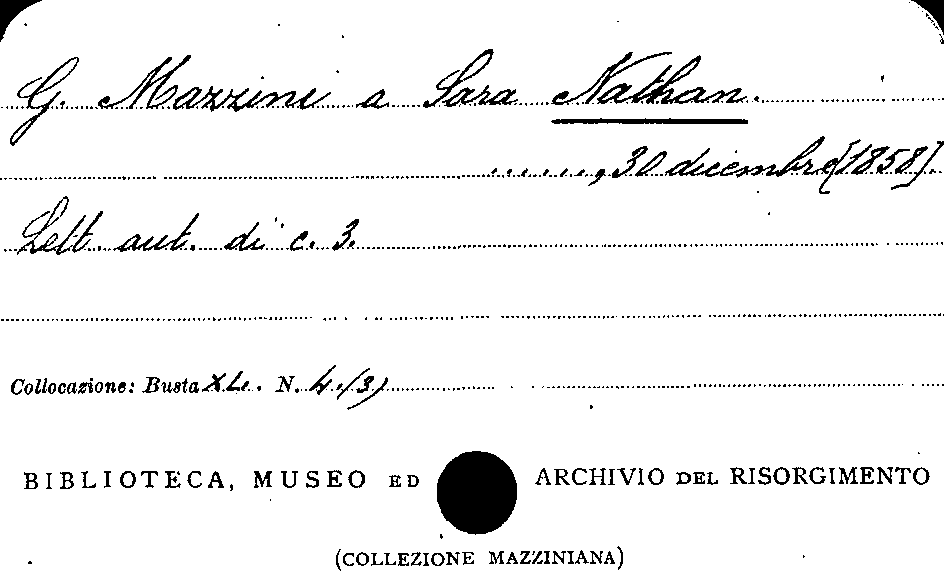 G. Mazzini a Sara Nathan.
......, 30 dicembre [1858].
Lett. aut. di c. 3.
Collocazione: Busta XL. N. 4./3)
BIBLIOTECA, MUSEO ED ARCHIVIO DEL RISORGIMENTO
(COLLEZIONE MAZZINIANA)